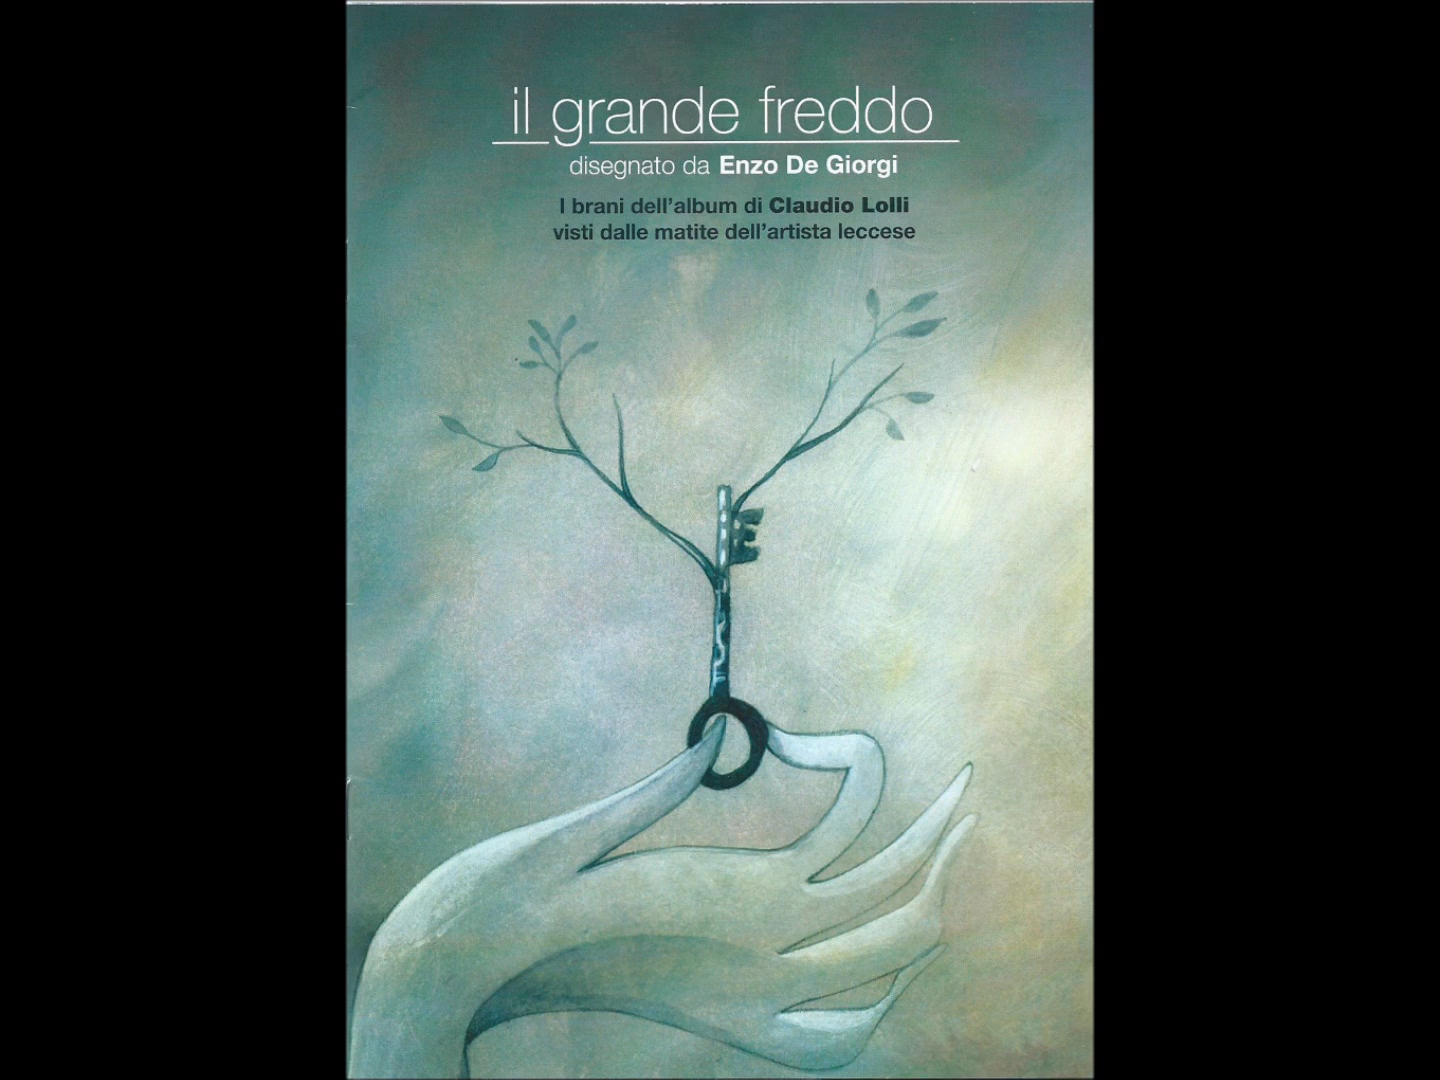 il grande freddo
disegnato da Enzo De Giorgi
I brani dell'album di Claudio Lolli
visti dalle matite dell'artista leccese